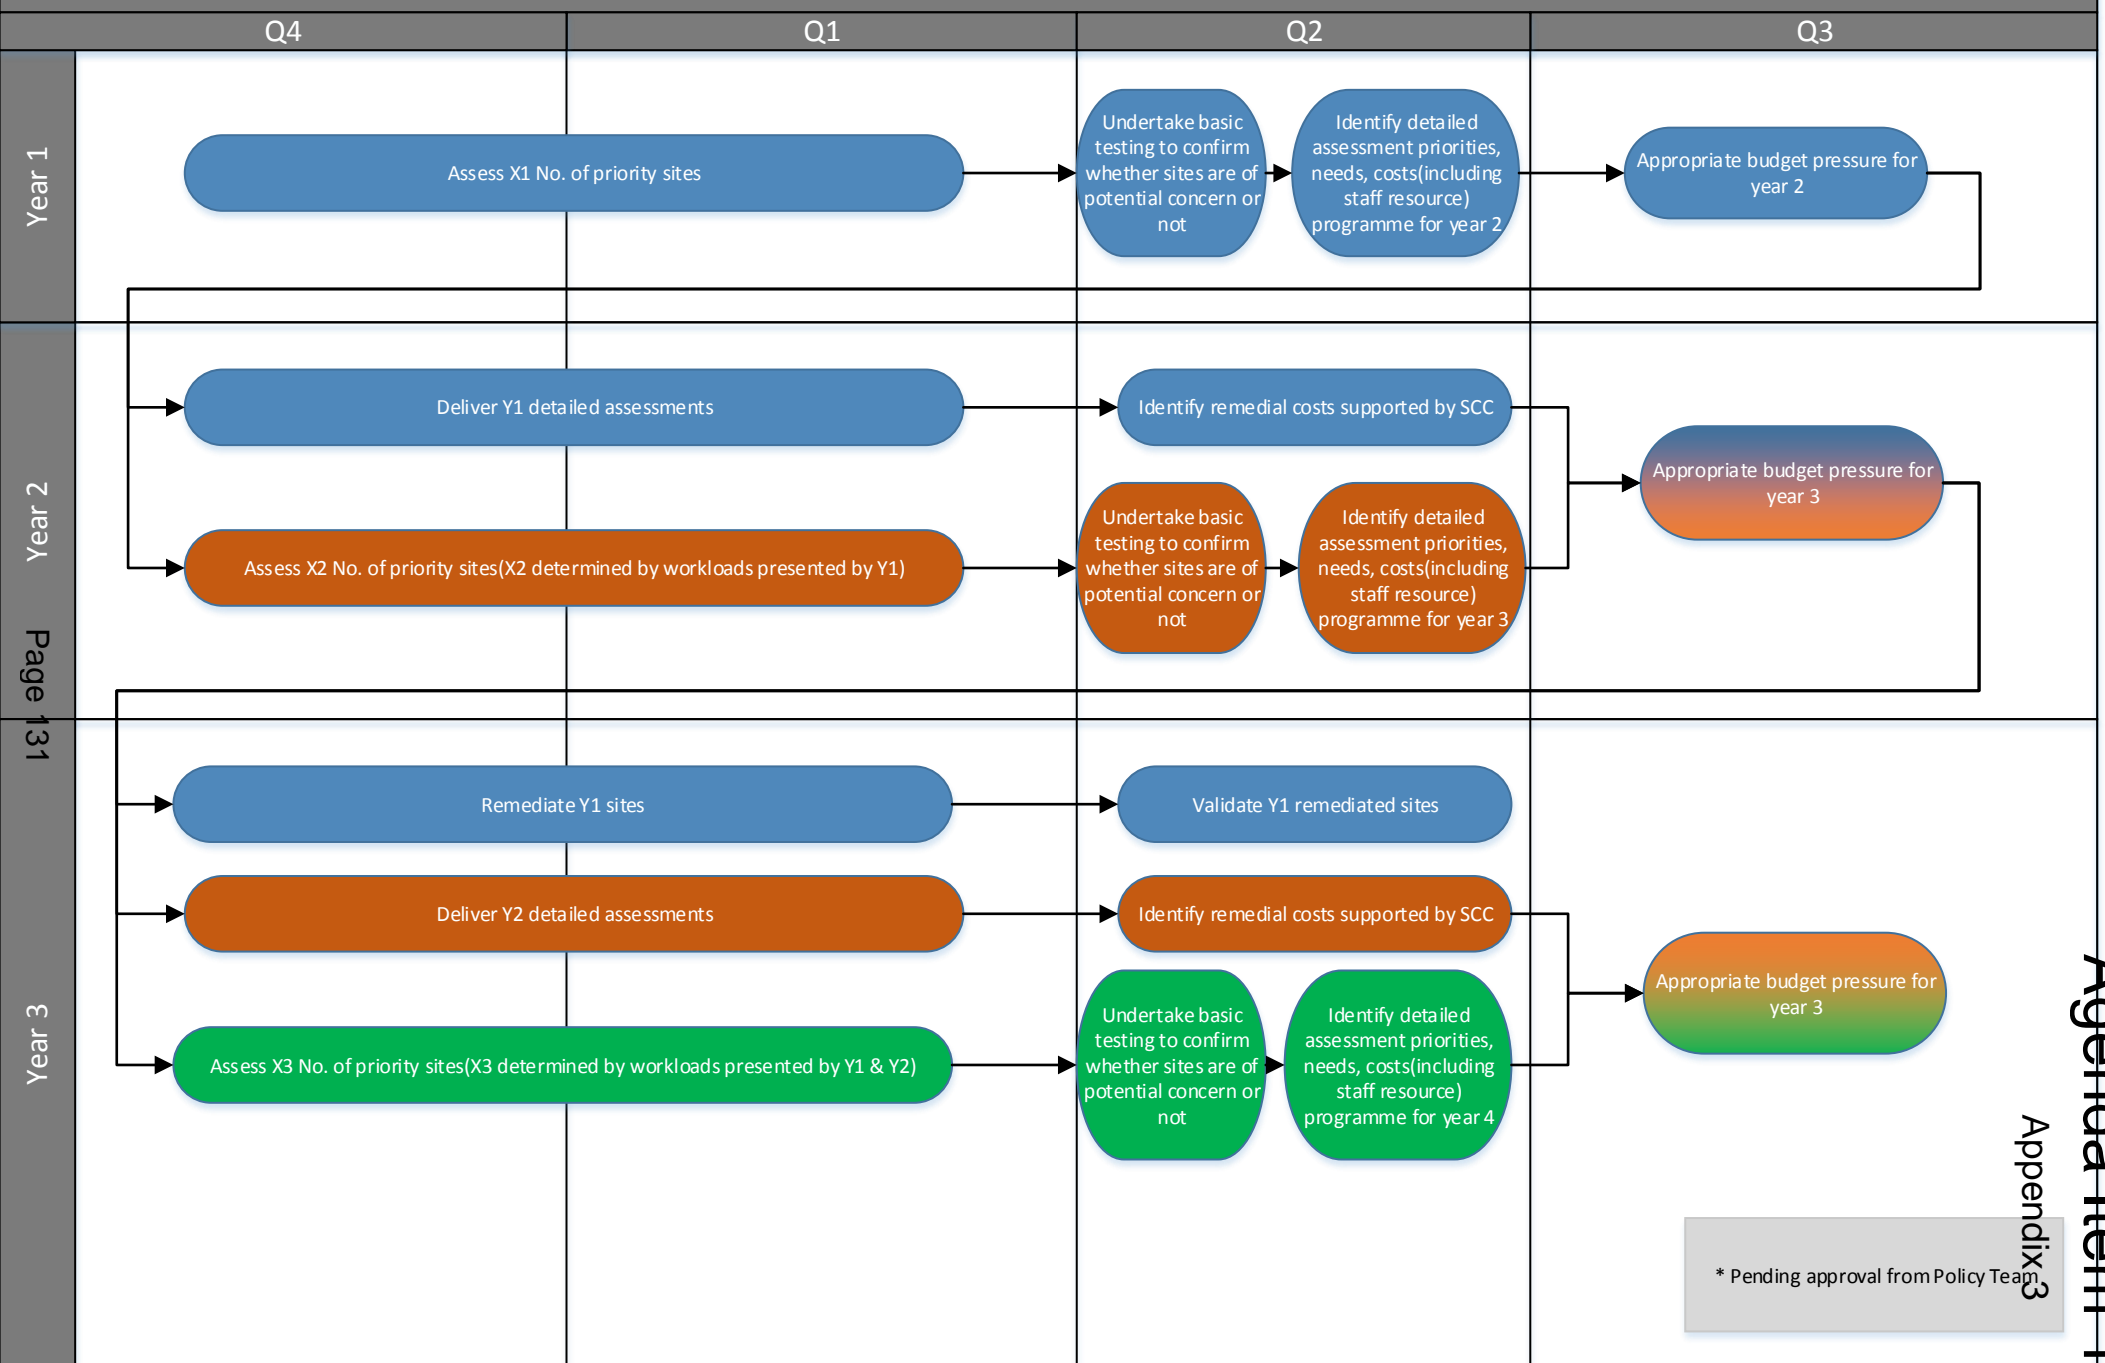 Q4
Q1
Q2
Q3
Year 1
Assess X1 No. of priority sites
Undertake basic
testing to confirm
whether sites are of
potential concern or
not
Identify detailed
assessment priorities,
needs, costs(including
staff resource)
programme for year 2
Appropriate budget pressure for
year 2
Year 2
Deliver Y1 detailed assessments
Identify remedial costs supported by SCC
Assess X2 No. of priority sites(X2 determined by workloads presented by Y1)
Undertake basic
testing to confirm
whether sites are of
potential concern or
not
Identify detailed
assessment priorities,
needs, costs(including
staff resource)
programme for year 3
Appropriate budget pressure for
year 3
Page 131
Year 3
Remediate Y1 sites
Validate Y1 remediated sites
Deliver Y2 detailed assessments
Identify remedial costs supported by SCC
Assess X3 No. of priority sites(X3 determined by workloads presented by Y1 & Y2)
Undertake basic
testing to confirm
whether sites are of
potential concern or
not
Identify detailed
assessment priorities,
needs, costs(including
staff resource)
programme for year 4
Appropriate budget pressure for
year 3
* Pending approval from Policy Team
Appendix 3
Agenda Item